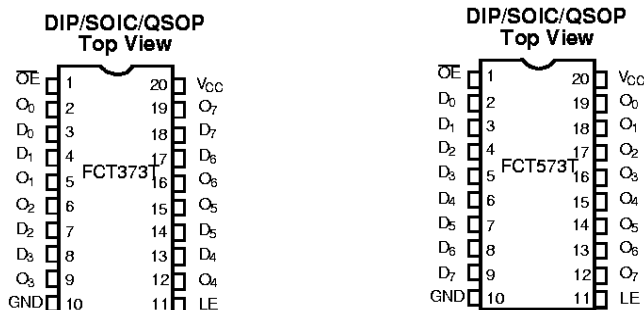 DIP/SOIC/QSOP
Top View
O̅E̅ 1 20 VCC
O0 2 19 O7
D0 3 18 D7
D1 4 17 D6
FCT373T
O1 5 16 O6
O2 6 15 O5
D2 7 14 D5
D3 8 13 D4
O3 9 12 O4
GND 10 11 LE
DIP/SOIC/QSOP
Top View
O̅E̅ 1 20 VCC
D0 2 19 O0
D1 3 18 O1
D2 4 17 O2
FCT573T
D3 5 16 O3
D4 6 15 O4
D5 7 14 O5
D6 8 13 O6
D7 9 12 O7
GND 10 11 LE